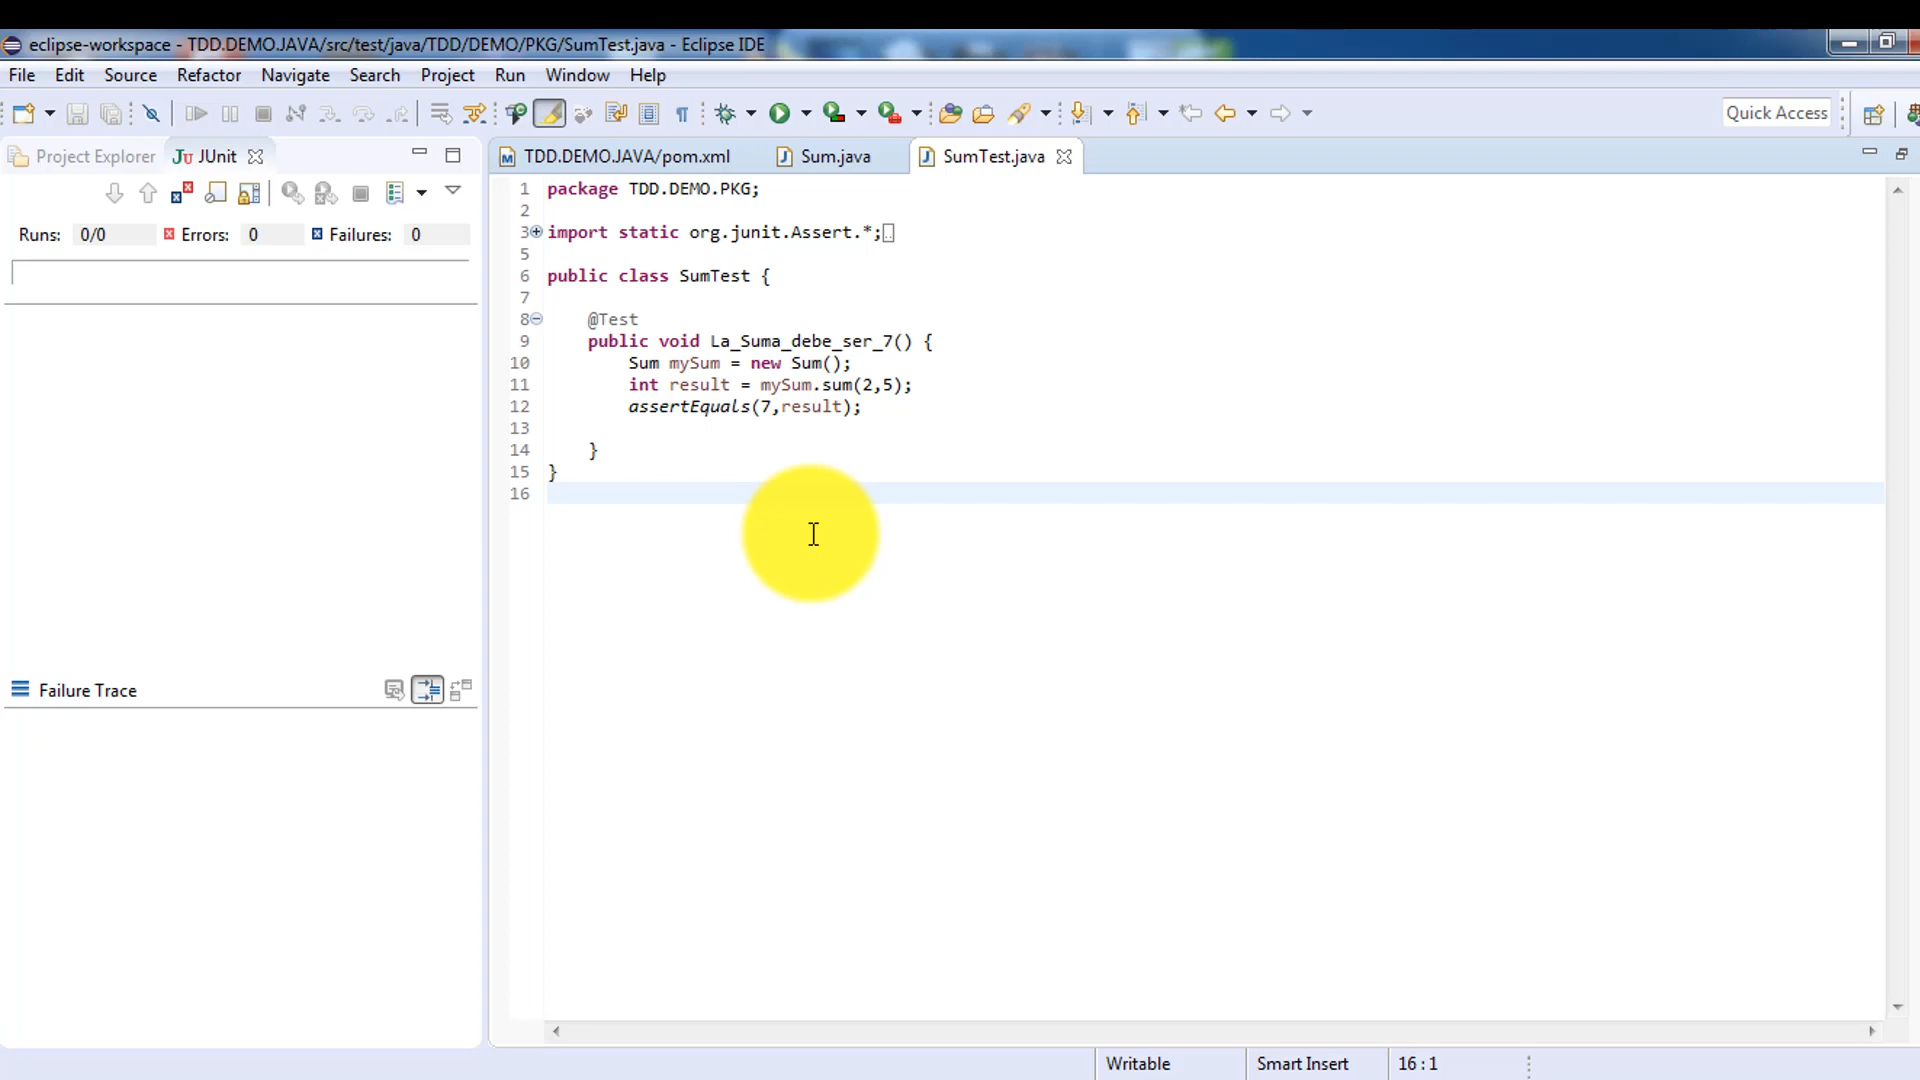 eclipse-workspace - TDD.DEMO.JAVA/src/test/java/TDD/DEMO/PKG/SumTest.java - Eclipse IDE
File Edit Source Refactor Navigate Search Project Run Window Help
Quick Access
Project Explorer JUnit
TDD.DEMO.JAVA/pom.xml Sum.java SumTest.java
Runs: 0/0 Errors: 0 Failures: 0
1 package TDD.DEMO.PKG;
2
3 import static org.junit.Assert.*;
5
6 public class SumTest {
7
8 @Test
9 public void La_Suma_debe_ser_7() {
10 Sum mySum = new Sum();
11 int result = mySum.sum(2,5);
12 assertEquals(7,result);
13
14 }
15 }
16
Failure Trace
Writable Smart Insert 16 : 1